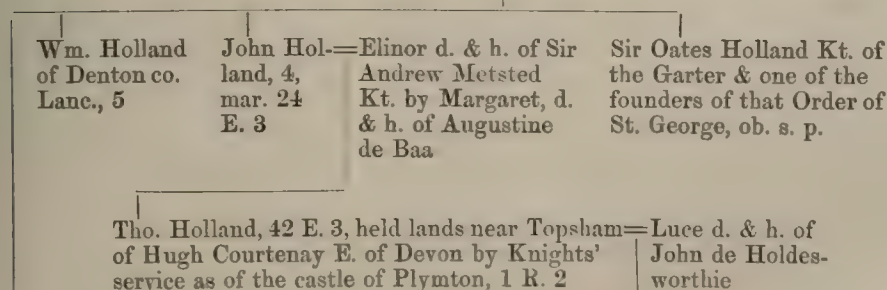 Wm. Holland
of Denton co.
Lanc., 5
John Hol-=
land, 4,
mar. 24
E. 3
Elinor d. & h. of Sir
Andrew Metsted
Kt. by Margaret, d.
& h. of Augustine
de Baa
Sir Oates Holland Kt. of
the Garter & one of the
founders of that Order of
St. George, ob. s. p.
Tho. Holland, 42 E. 3, held lands near Topsham=
of Hugh Courtenay E. of Devon by Knights'
service as of the castle of Plymton, 1 R. 2
Luce d. & h. of
John de Holdes-
worthie